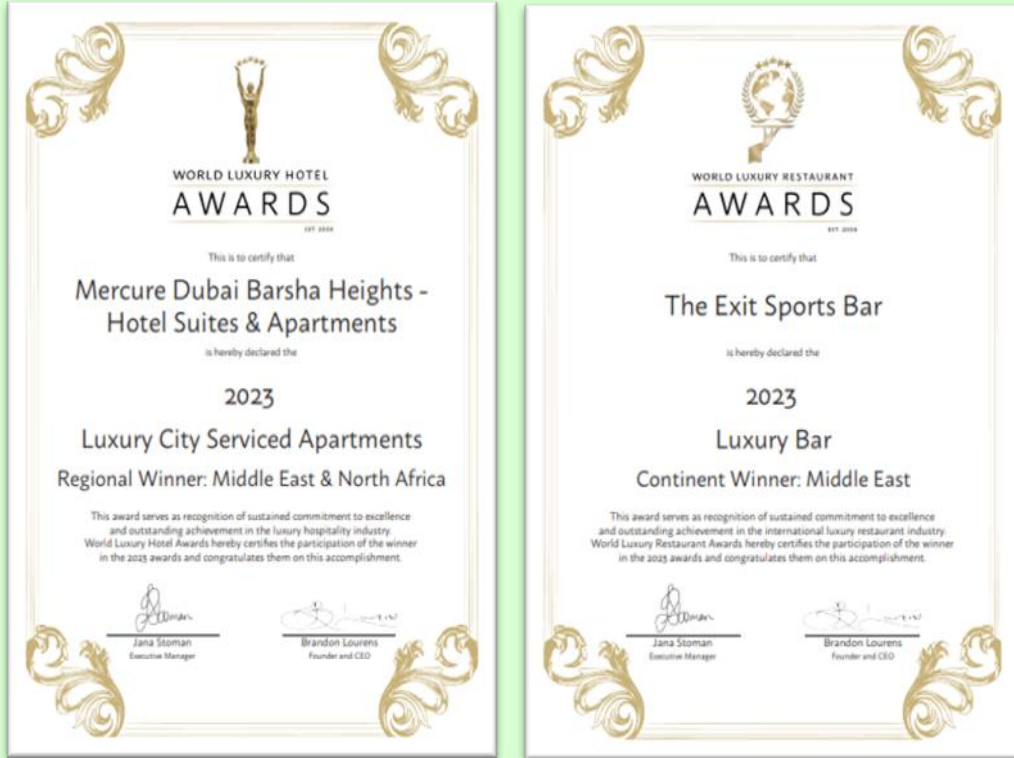 WORLD LUXURY HOTEL
AWARDS
EST. 2006
This is to certify that
Mercure Dubai Barsha Heights -
Hotel Suites & Apartments
is hereby declared the
2023
Luxury City Serviced Apartments
Regional Winner: Middle East & North Africa
This award serves as recognition of sustained commitment to excellence
and outstanding achievement in the luxury hospitality industry.
World Luxury Hotel Awards hereby certifies the participation of the winner
in the 2023 awards and congratulates them on this accomplishment.
Jana Stoman
Executive Manager
Brandon Lourens
Founder and CEO
WORLD LUXURY RESTAURANT
AWARDS
EST. 2006
This is to certify that
The Exit Sports Bar
is hereby declared the
2023
Luxury Bar
Continent Winner: Middle East
This award serves as recognition of sustained commitment to excellence
and outstanding achievement in the international luxury restaurant industry.
World Luxury Restaurant Awards hereby certifies the participation of the winner
in the 2023 awards and congratulates them on this accomplishment.
Jana Stoman
Executive Manager
Brandon Lourens
Founder and CEO